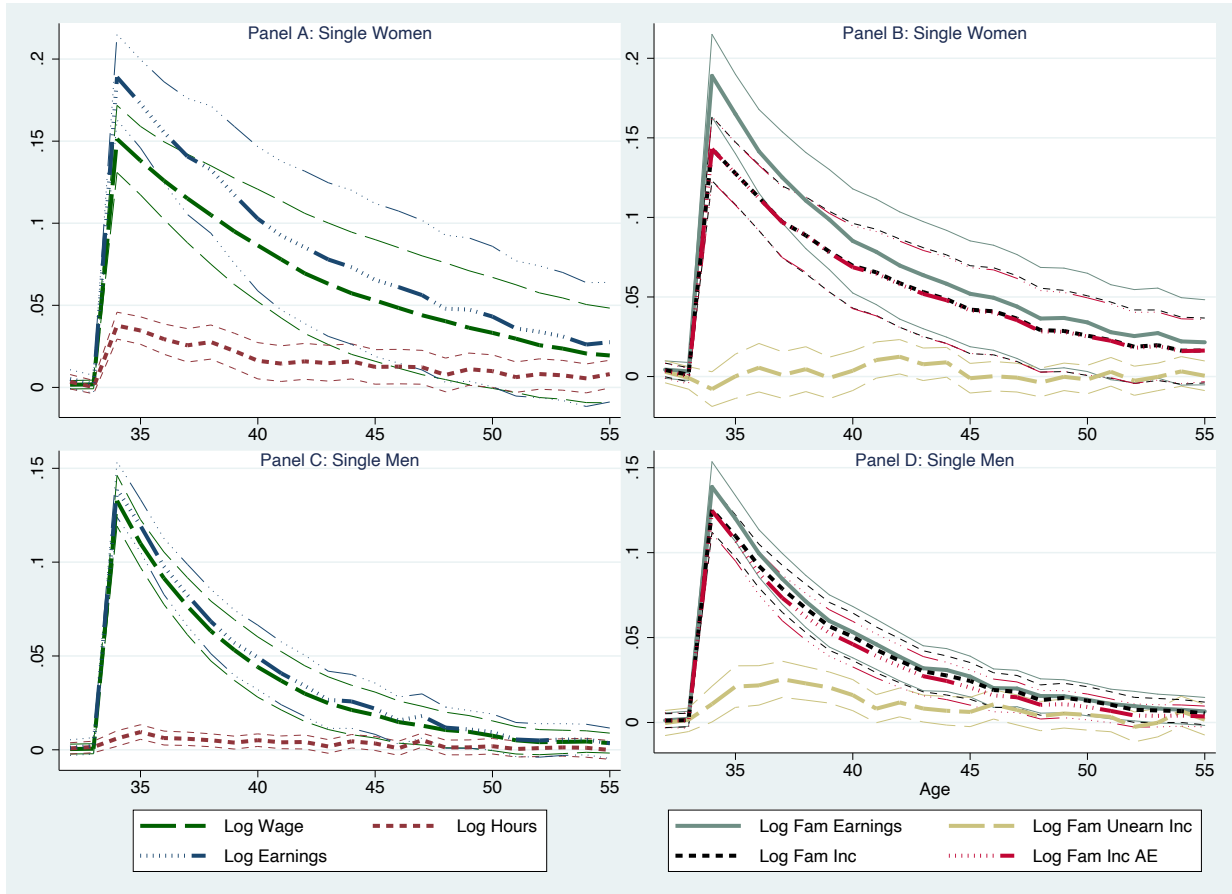 Panel A: Single Women
.2
.15
.1
.05
0
35 40 45 50 55
Panel B: Single Women
.2
.15
.1
.05
0
35 40 45 50 55
Panel C: Single Men
.15
.1
.05
0
35 40 45 50 55
Panel D: Single Men
.15
.1
.05
0
35 40 45 50 55
Age
Log Wage
Log Hours
Log Earnings
Log Fam Earnings
Log Fam Unearn Inc
Log Fam Inc
Log Fam Inc AE